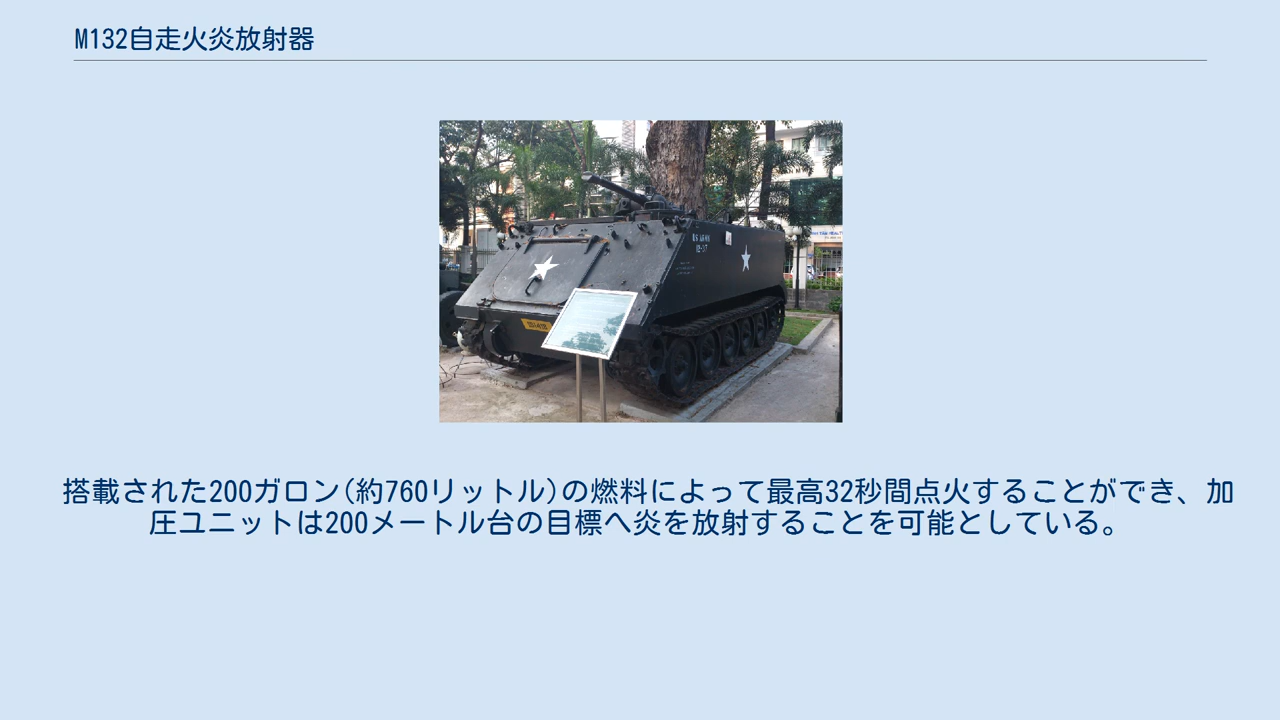 M132自走火炎放射器
US ARMY
搭載された200ガロン(約760リットル)の燃料によって最高32秒間点火することができ、加
圧ユニットは200メートル台の目標へ炎を放射することを可能としている。